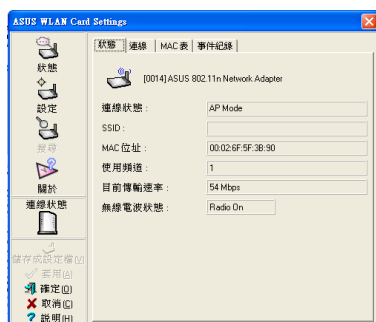 ASUS WLAN Card Settings
狀態
設定
搜尋
關於
連線狀態
儲存成設定檔(V)
套用(A)
確定(O)
取消(C)
說明(H)
狀態 連線 MAC 表 事件紀錄
[0014] ASUS 802.11n Network Adapter
連線狀態 : AP Mode
SSID :
MAC 位址 : 00:02:6F:5F:3B:90
使用頻道 : 1
目前傳輸速率 : 54 Mbps
無線電波狀態 : Radio On